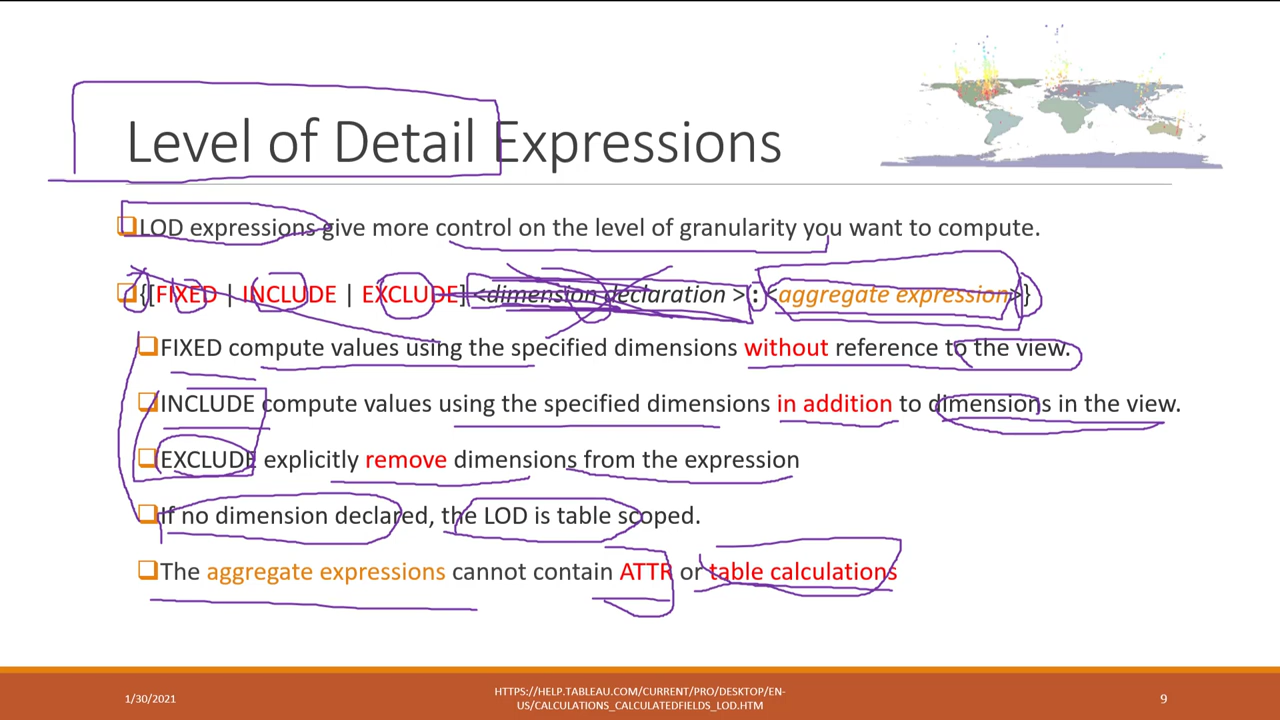 Level of Detail Expressions
LOD expressions give more control on the level of granularity you want to compute.
{[FIXED | INCLUDE | EXCLUDE] <dimension declaration > : <aggregate expression>}
FIXED compute values using the specified dimensions without reference to the view.
INCLUDE compute values using the specified dimensions in addition to dimensions in the view.
EXCLUDE explicitly remove dimensions from the expression
If no dimension declared, the LOD is table scoped.
The aggregate expressions cannot contain ATTR or table calculations
1/30/2021
HTTPS://HELP.TABLEAU.COM/CURRENT/PRO/DESKTOP/EN-
US/CALCULATIONS_CALCULATEDFIELDS_LOD.HTM
9